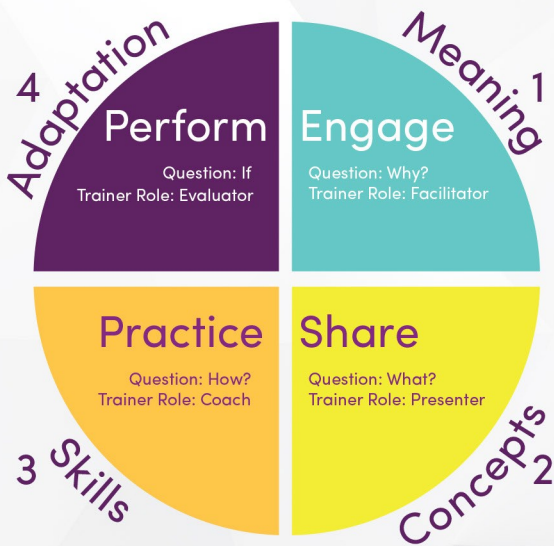 1
Meaning
Engage
Question: Why?
Trainer Role: Facilitator
2
Concepts
Share
Question: What?
Trainer Role: Presenter
3
Skills
Practice
Question: How?
Trainer Role: Coach
4
Adaptation
Perform
Question: If
Trainer Role: Evaluator